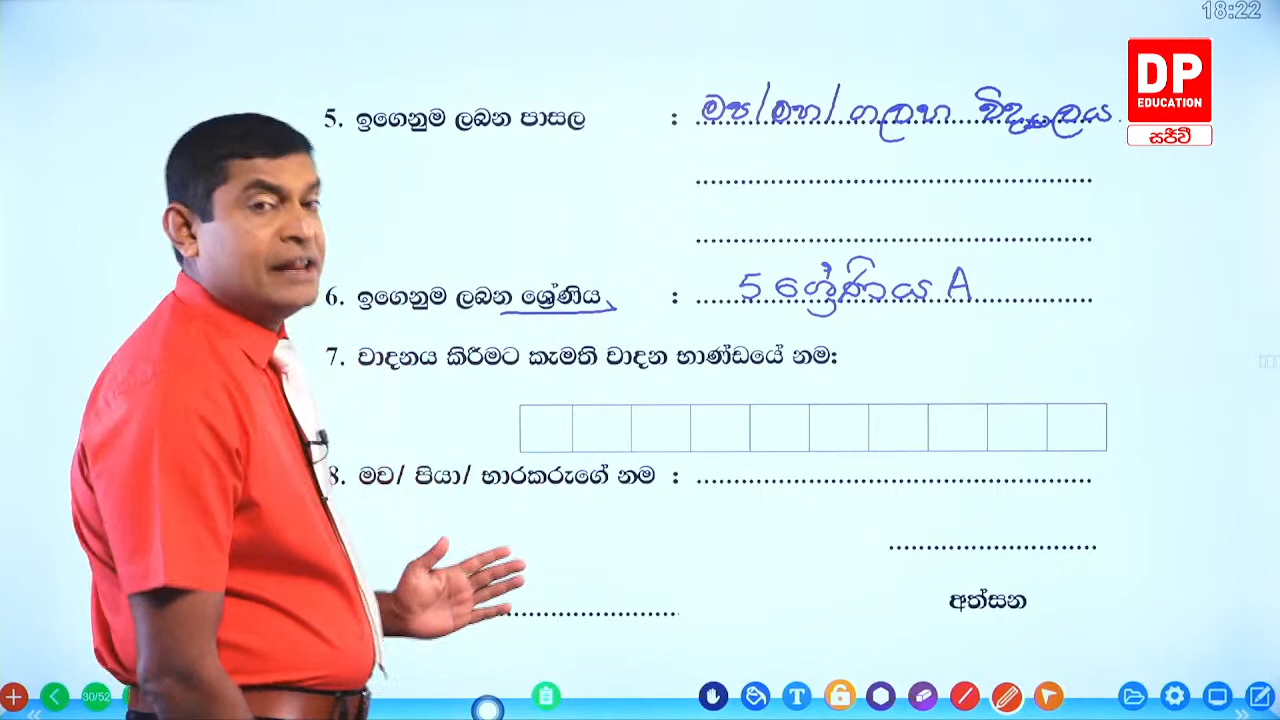 18:22
DP
EDUCATION
සජීවී
5. ඉගෙනුම ලබන පාසල : මප/මහ/ගලහ විද්‍යාලය.
6. ඉගෙනුම ලබන ශ්‍රේණිය : 5 ශ්‍රේණිය A
7. වාදනය කිරීමට කැමති වාදන භාණ්ඩයේ නම:
8. මව/ පියා/ භාරකරුගේ නම :
අත්සන
30/52